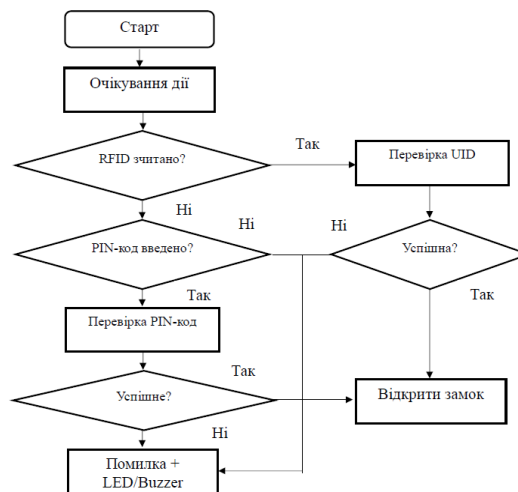 Старт
Очікування дії
RFID зчитано?
Так
Перевірка UID
Ні
Ні
Ні
PIN-код введено?
Успішна?
Так
Так
Перевірка PIN-код
Так
Успішне?
Відкрити замок
Ні
Помилка +
LED/Buzzer